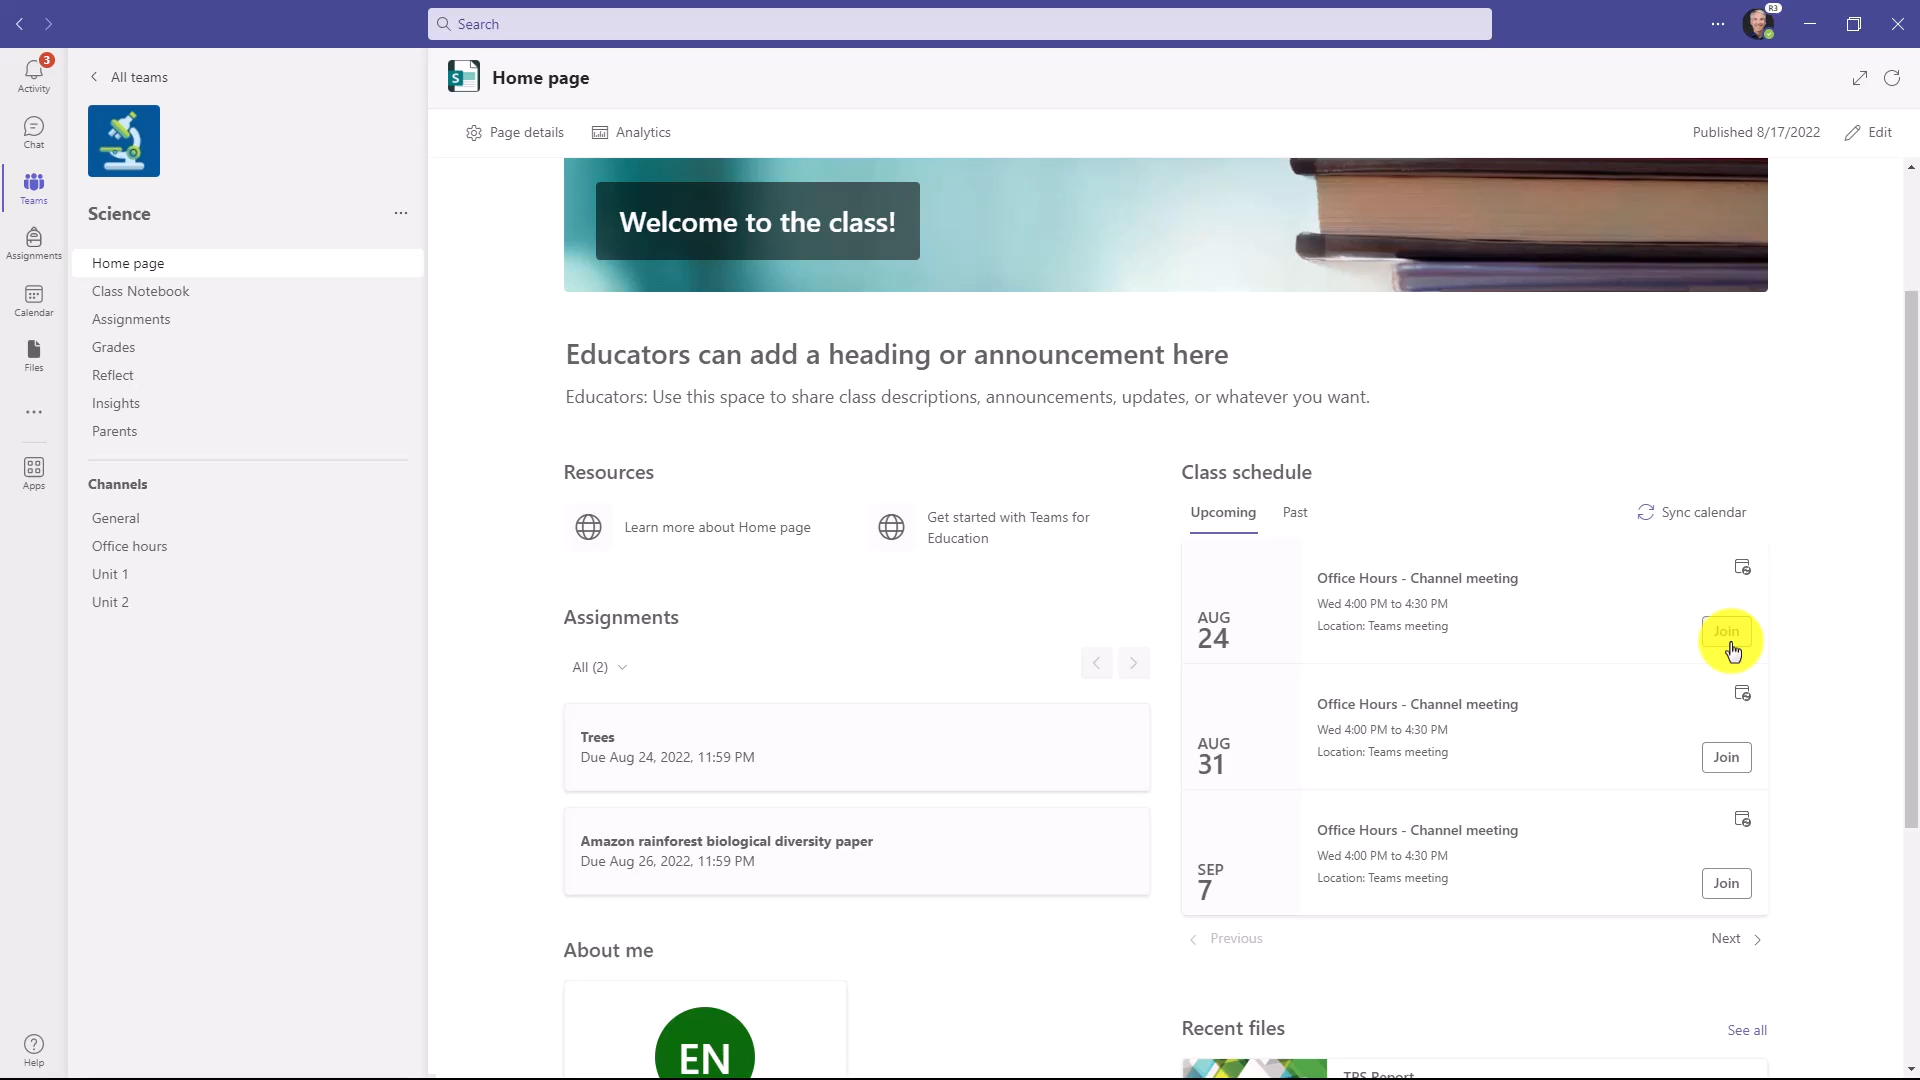 Search
R3
3
Activity
Chat
Teams
Assignments
Calendar
Files
Apps
Help
All teams
Science
Home page
Class Notebook
Assignments
Grades
Reflect
Insights
Parents
Channels
General
Office hours
Unit 1
Unit 2
S
Home page
Page details
Analytics
Published 8/17/2022
Edit
Welcome to the class!
Educators can add a heading or announcement here
Educators: Use this space to share class descriptions, announcements, updates, or whatever you want.
Resources
Learn more about Home page
Get started with Teams for
Education
Assignments
All (2)
Trees
Due Aug 24, 2022, 11:59 PM
Amazon rainforest biological diversity paper
Due Aug 26, 2022, 11:59 PM
About me
EN
Class schedule
Upcoming
Past
Sync calendar
AUG
24
Office Hours - Channel meeting
Wed 4:00 PM to 4:30 PM
Location: Teams meeting
Join
AUG
31
Office Hours - Channel meeting
Wed 4:00 PM to 4:30 PM
Location: Teams meeting
Join
SEP
7
Office Hours - Channel meeting
Wed 4:00 PM to 4:30 PM
Location: Teams meeting
Join
Previous
Next
Recent files
See all
TPS Report